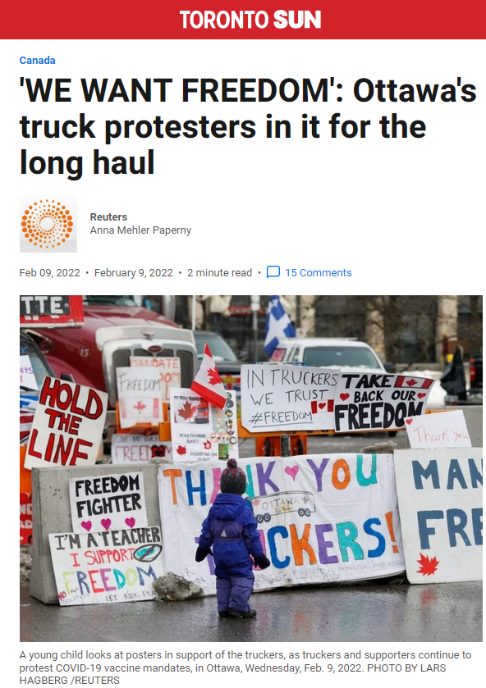 TORONTO SUN
Canada
'WE WANT FREEDOM': Ottawa's
truck protesters in it for the
long haul
Reuters
Anna Mehler Paperny
Feb 09, 2022 • February 9, 2022 • 2 minute read • 15 Comments
TTE:
HOLD
THE
LINE
MANDATE
FREEDOM
IN TRUCKERS
WE TRUST
#FREEDOM
TAKE
BACK OUR
FREEDOM
Thank You
FREEDOM
FIGHTER
I'M A TEACHER
I SUPPORT
FREEDOM
THANK YOU
OTTAWA
CKERS!
MAN
FRE
A young child looks at posters in support of the truckers, as truckers and supporters continue to
protest COVID-19 vaccine mandates, in Ottawa, Wednesday, Feb. 9, 2022. PHOTO BY LARS
HAGBERG /REUTERS